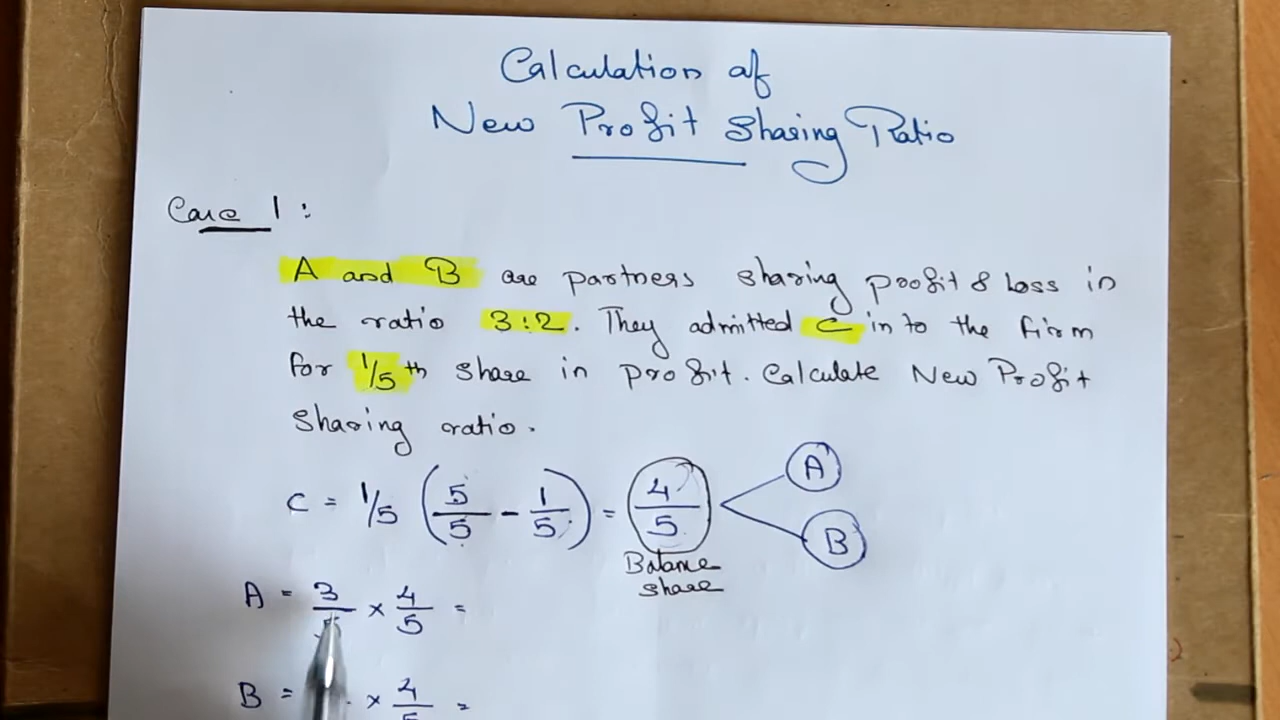 Calculation of
New Profit Sharing Ratio
Case 1:
A and B are partners sharing profit & Loss in
the ratio 3:2. They admitted C in to the firm
for 1/5 th share in profit. Calculate New Profit
Sharing ratio.
C = 1/5 (5/5 - 1/5) = 4/5 A
B
Balance
share
A = 3/5 × 4/5 =
B = × 4/5 =